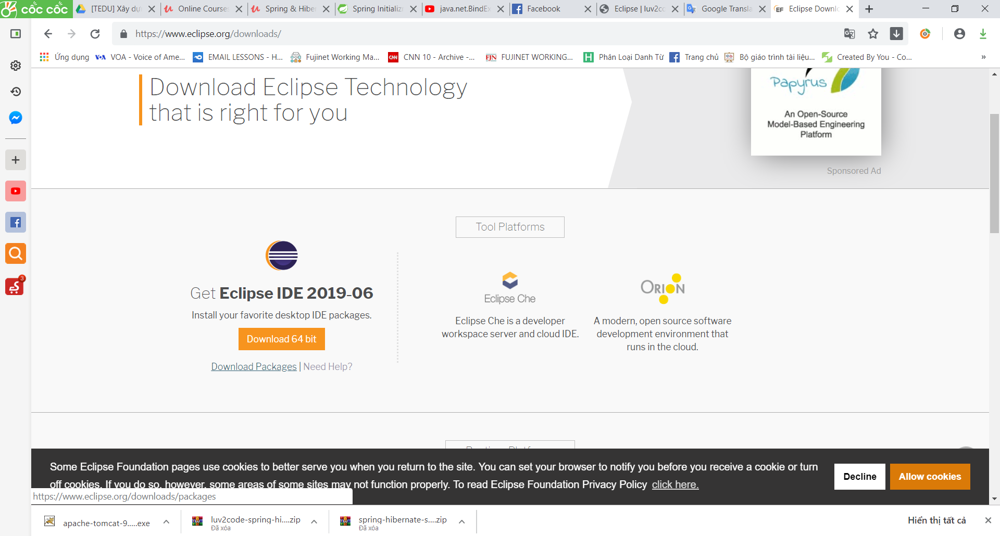 cốc cốc
[TEDU] Xây dự
Online Courses
Spring & Hiber
Spring Initializ
java.net.BindEx
Facebook
Eclipse | luv2co
Google Transla
EF Eclipse Downlo
https://www.eclipse.org/downloads/
Ứng dụng
VOA VOA - Voice of Ame...
EMAIL LESSONS - H...
Fujinet Working Ma...
CNN CNN 10 - Archive -...
FJN FUJINET WORKING...
H Phân Loại Danh Từ
Trang chủ
Bộ giáo trình tài liệu...
Created By You - Co...
»
Download Eclipse Technology
that is right for you
Papyrus
An Open-Source
Model-Based Engineering
Platform
Sponsored Ad
3
Tool Platforms
Get Eclipse IDE 2019-06
Install your favorite desktop IDE packages.
Download 64 bit
Download Packages | Need Help?
Eclipse Che
Eclipse Che is a developer
workspace server and cloud IDE.
ORION
A modern, open source software
development environment that
runs in the cloud.
Some Eclipse Foundation pages use cookies to better serve you when you return to the site. You can set your browser to notify you before you receive a cookie or turn
off cookies. If you do so, however, some areas of some sites may not function properly. To read Eclipse Foundation Privacy Policy click here.
Decline
Allow cookies
https://www.eclipse.org/downloads/packages
apache-tomcat-9.....exe
luv2code-spring-hi....zip
Đã xóa
spring-hibernate-s....zip
Đã xóa
Hiển thị tất cả